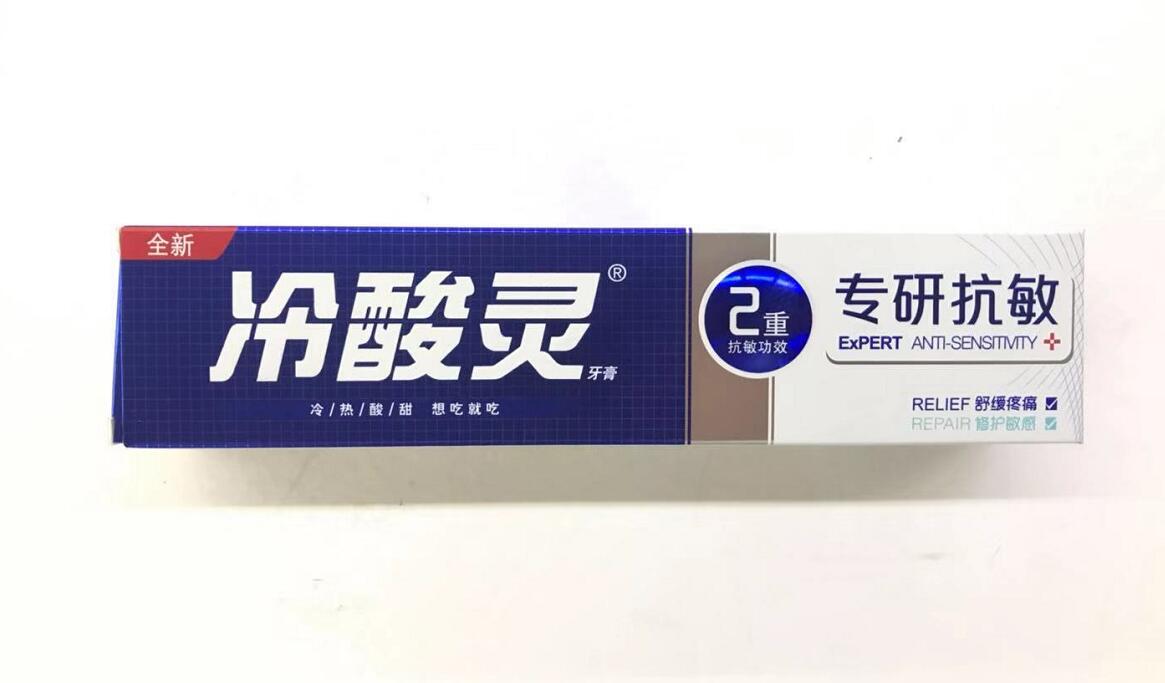 全新
冷酸灵®
牙膏
冷/热/酸/甜 想吃就吃
2重
抗敏功效
专研抗敏
ExPERT ANTI-SENSITIVITY
RELIEF 舒缓疼痛
REPAIR 修护敏感